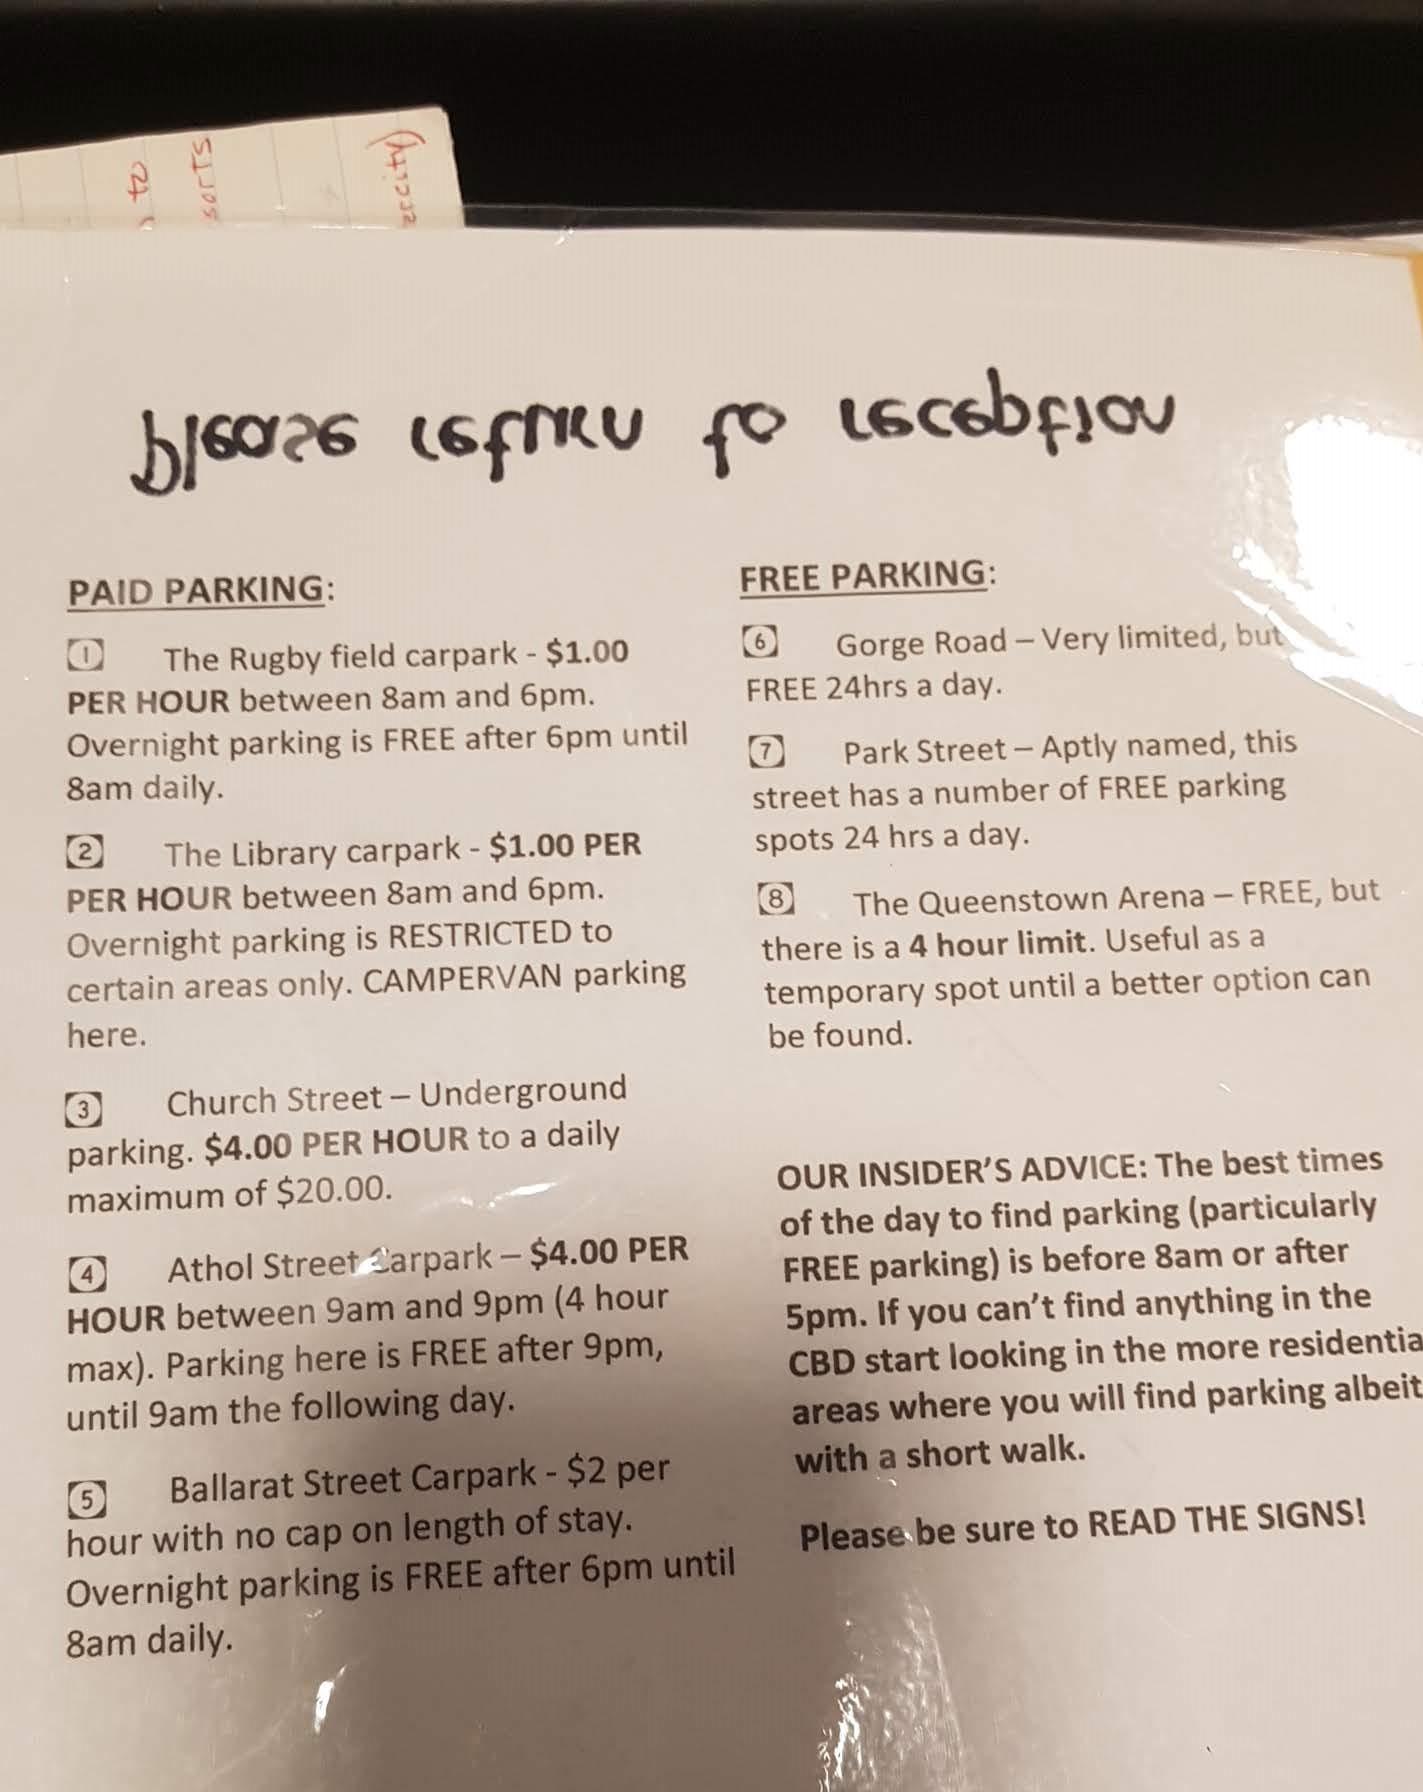 to
sorts
ercity)
please return to reception
PAID PARKING:
1 The Rugby field carpark - $1.00
PER HOUR between 8am and 6pm.
Overnight parking is FREE after 6pm until
8am daily.
2 The Library carpark - $1.00 PER
PER HOUR between 8am and 6pm.
Overnight parking is RESTRICTED to
certain areas only. CAMPERVAN parking
here.
3 Church Street – Underground
parking. $4.00 PER HOUR to a daily
maximum of $20.00.
4 Athol Street Carpark – $4.00 PER
HOUR between 9am and 9pm (4 hour
max). Parking here is FREE after 9pm,
until 9am the following day.
5 Ballarat Street Carpark - $2 per
hour with no cap on length of stay.
Overnight parking is FREE after 6pm until
8am daily.
FREE PARKING:
6 Gorge Road – Very limited, but
FREE 24hrs a day.
7 Park Street – Aptly named, this
street has a number of FREE parking
spots 24 hrs a day.
8 The Queenstown Arena – FREE, but
there is a 4 hour limit. Useful as a
temporary spot until a better option can
be found.
OUR INSIDER'S ADVICE: The best times
of the day to find parking (particularly
FREE parking) is before 8am or after
5pm. If you can't find anything in the
CBD start looking in the more residentia
areas where you will find parking albeit
with a short walk.
Please be sure to READ THE SIGNS!